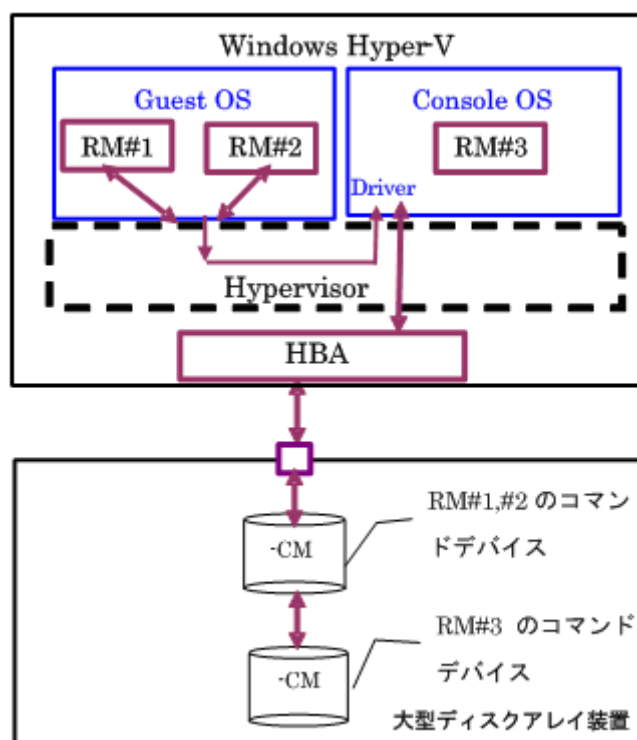 Windows Hyper-V
Guest OS
Console OS
RM#1
RM#2
RM#3
Driver
Hypervisor
HBA
RM#1,#2 のコマン
ドデバイス
-CM
RM#3 のコマンド
デバイス
-CM
大型ディスクアレイ装置